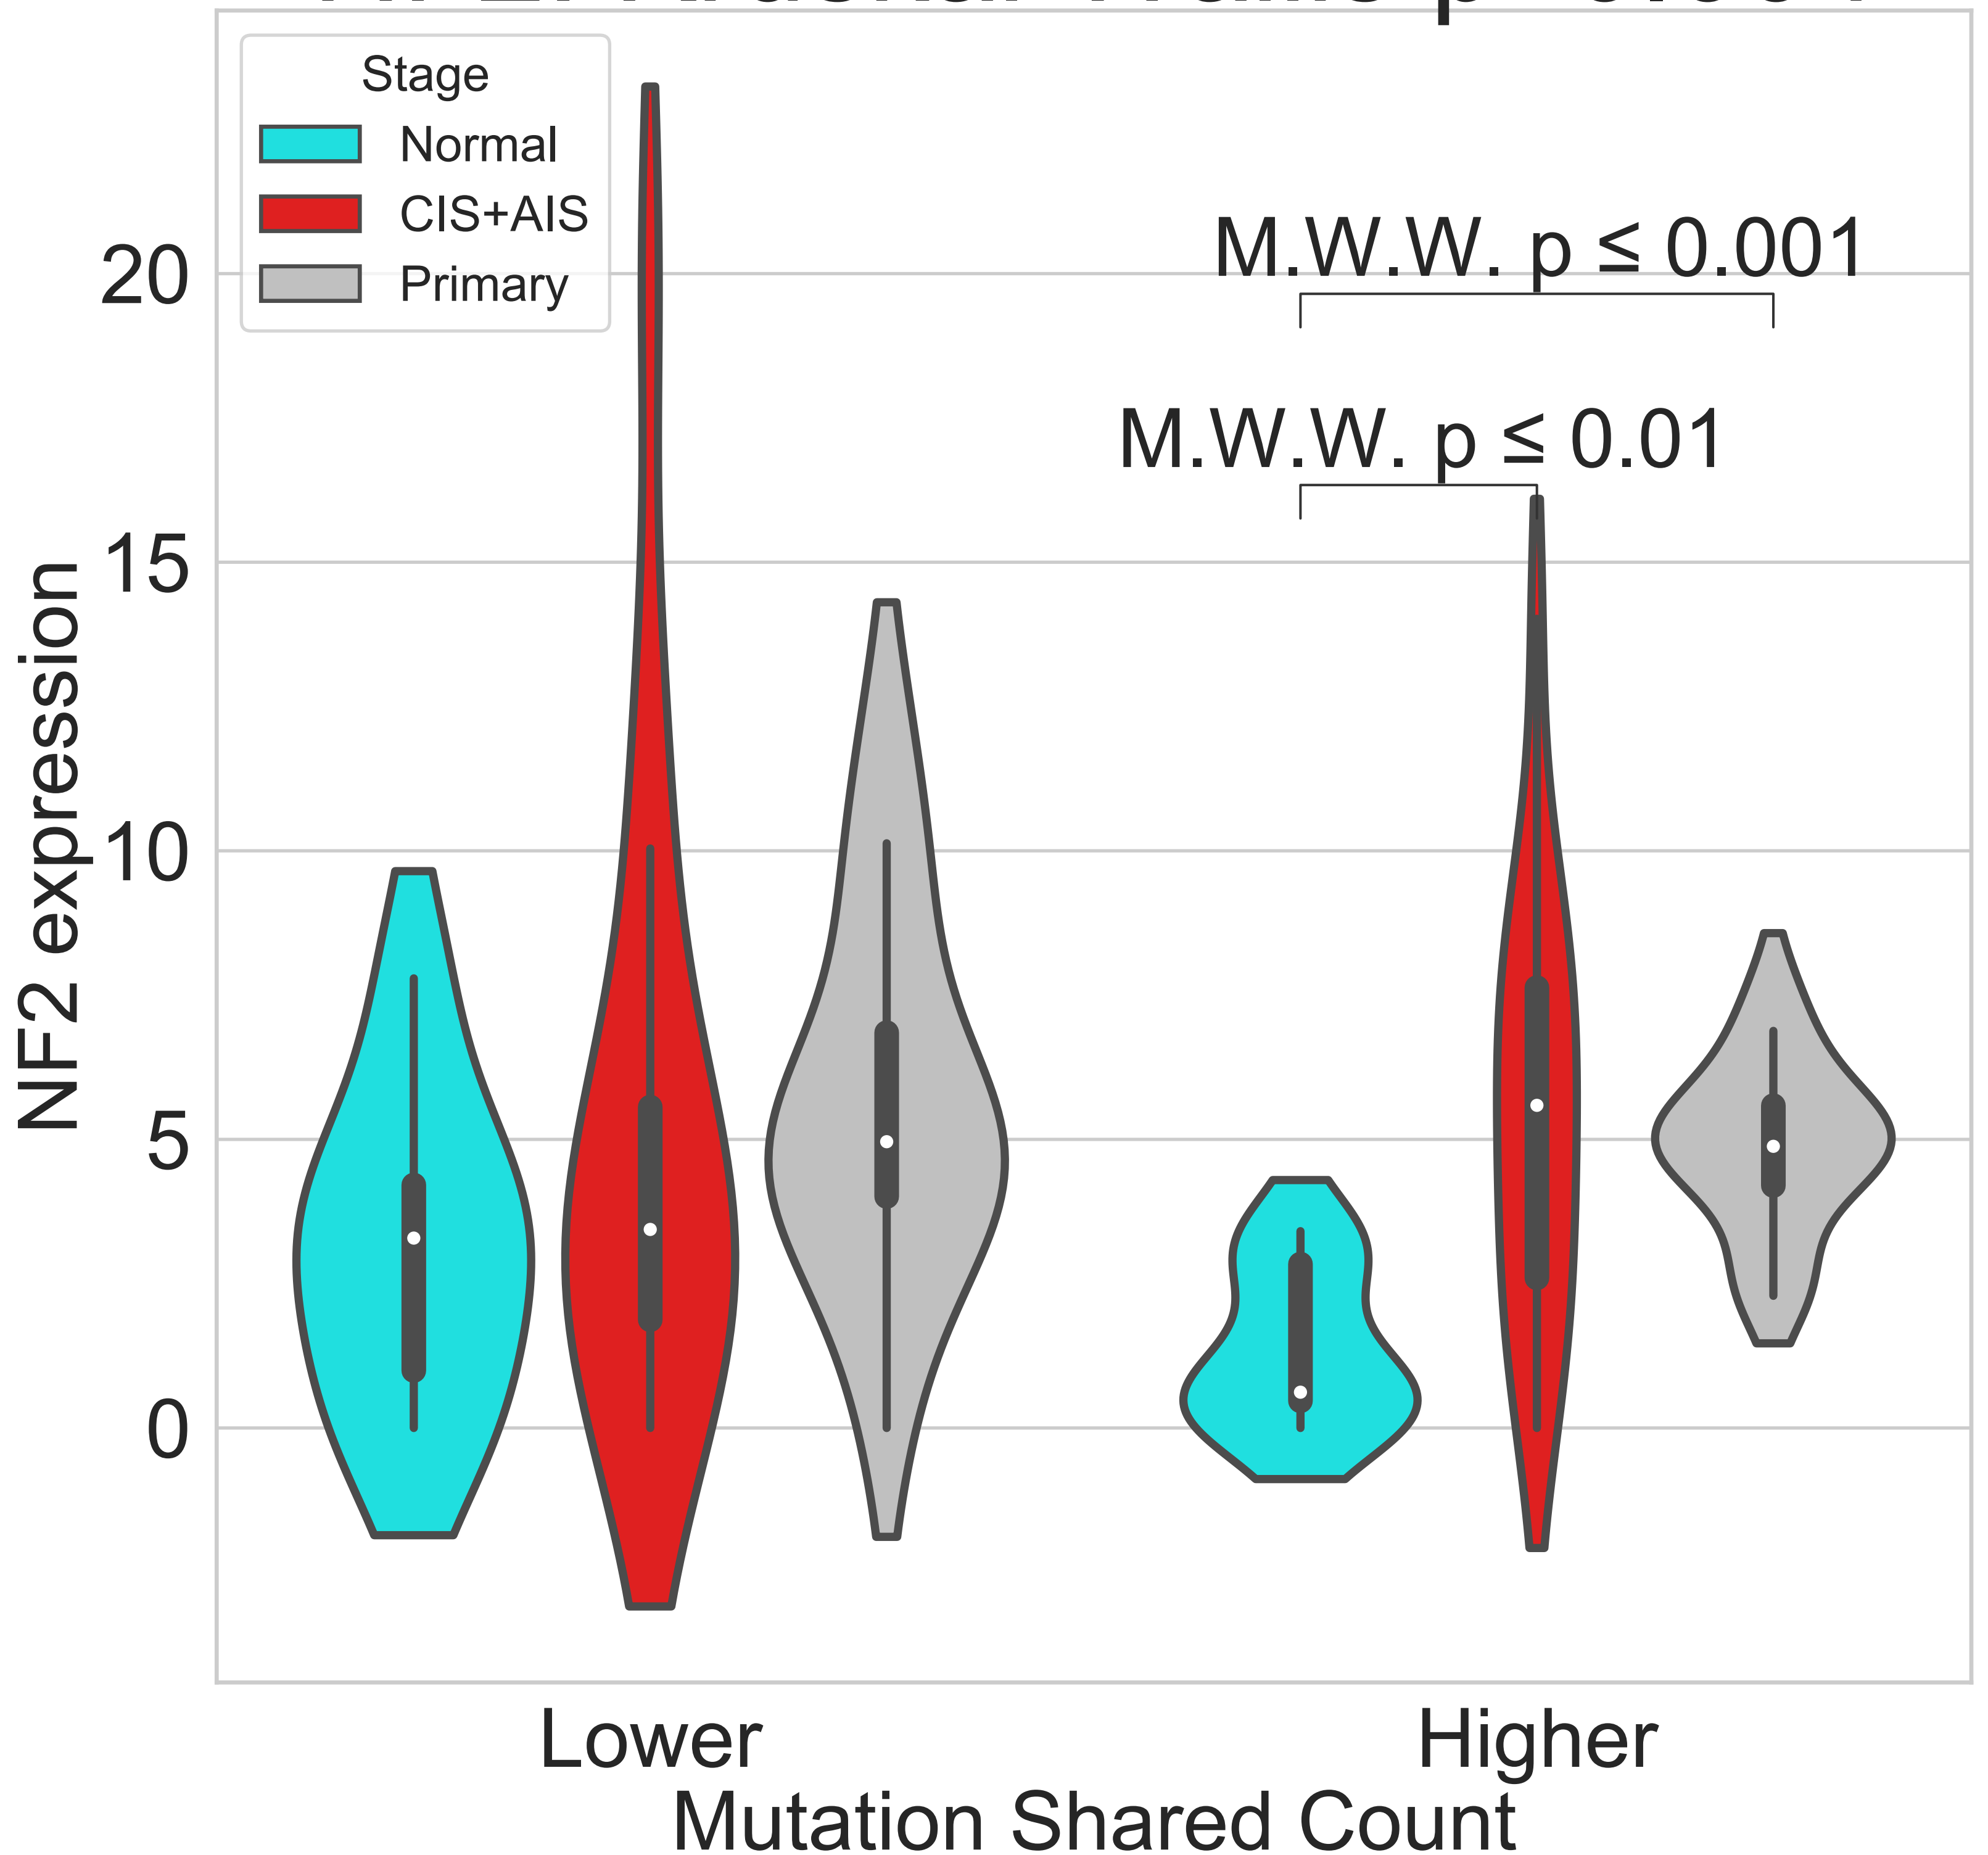 Stage
Normal
CIS+AIS
Primary
M.W.W. p ≤ 0.001
M.W.W. p ≤ 0.01
20
15
10
5
0
NF2 expression
Lower
Higher
Mutation Shared Count